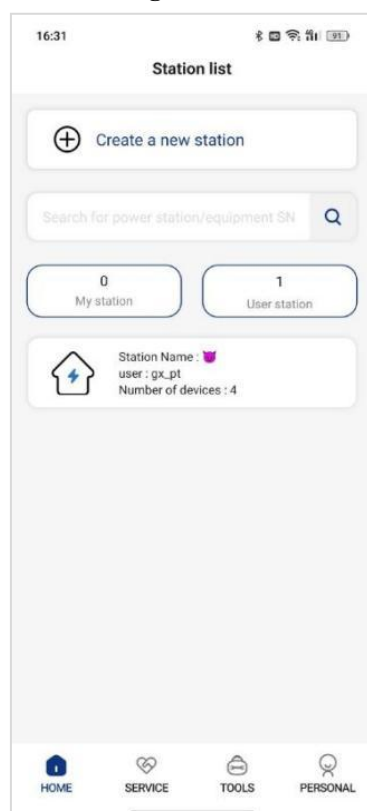 16:31
91
Station list
Create a new station
Search for power station/equipment SN
0
My station
1
User station
Station Name : 😈
user : gx_pt
Number of devices : 4
HOME
SERVICE
TOOLS
PERSONAL